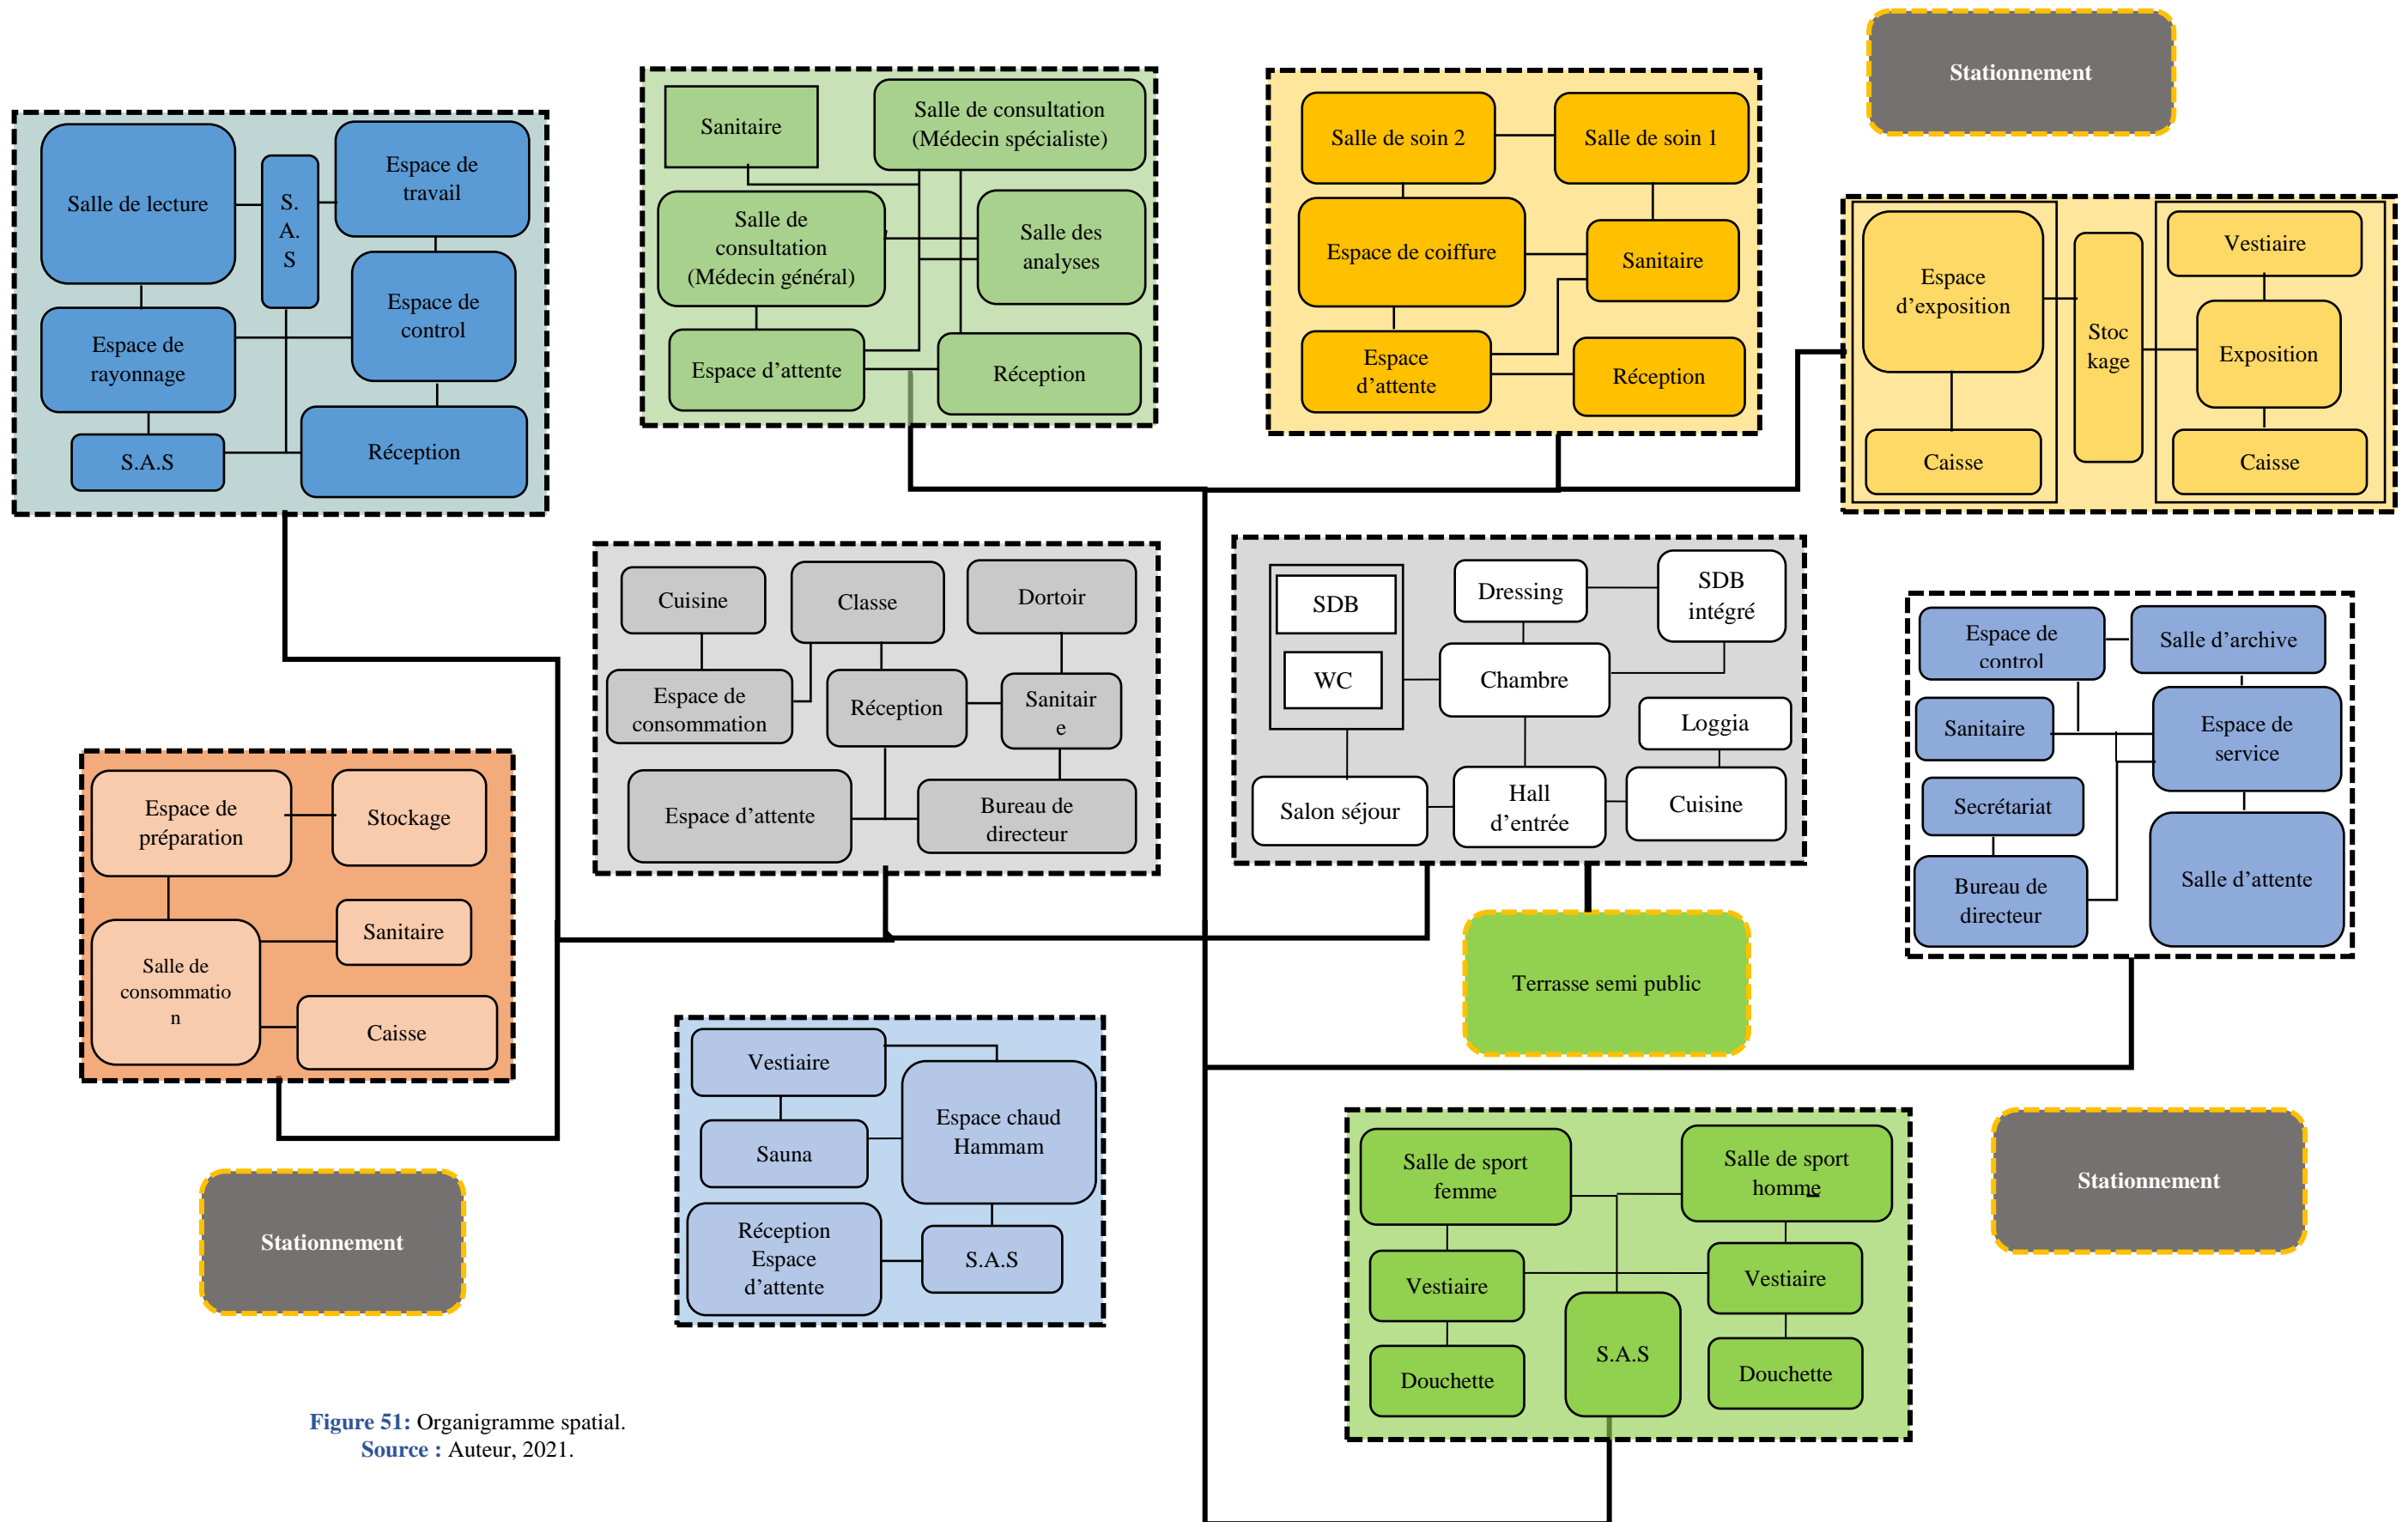 Stationnement
Salle de lecture
S.
A.
S
Espace de
travail
Espace de
control
Espace de
rayonnage
S.A.S
Réception
Sanitaire
Salle de consultation
(Médecin spécialiste)
Salle de
consultation
(Médecin général)
Salle des
analyses
Espace d’attente
Réception
Salle de soin 2
Salle de soin 1
Espace de coiffure
Sanitaire
Espace
d’attente
Réception
Espace
d’exposition
Stoc
kage
Vestiaire
Exposition
Caisse
Caisse
Cuisine
Classe
Dortoir
Espace de
consommation
Réception
Sanitair
e
Espace d’attente
Bureau de
directeur
SDB
WC
Dressing
SDB
intégré
Chambre
Loggia
Salon séjour
Hall
d’entrée
Cuisine
Espace de
control
Salle d’archive
Sanitaire
Espace de
service
Secrétariat
Bureau de
directeur
Salle d’attente
Espace de
préparation
Stockage
Sanitaire
Salle de
consommatio
n
Caisse
Terrasse semi public
Vestiaire
Espace chaud
Hammam
Sauna
Réception
Espace
d’attente
S.A.S
Salle de sport
femme
Salle de sport
homme
Vestiaire
Vestiaire
S.A.S
Douchette
Douchette
Stationnement
Stationnement
Figure 51: Organigramme spatial.
Source : Auteur, 2021.